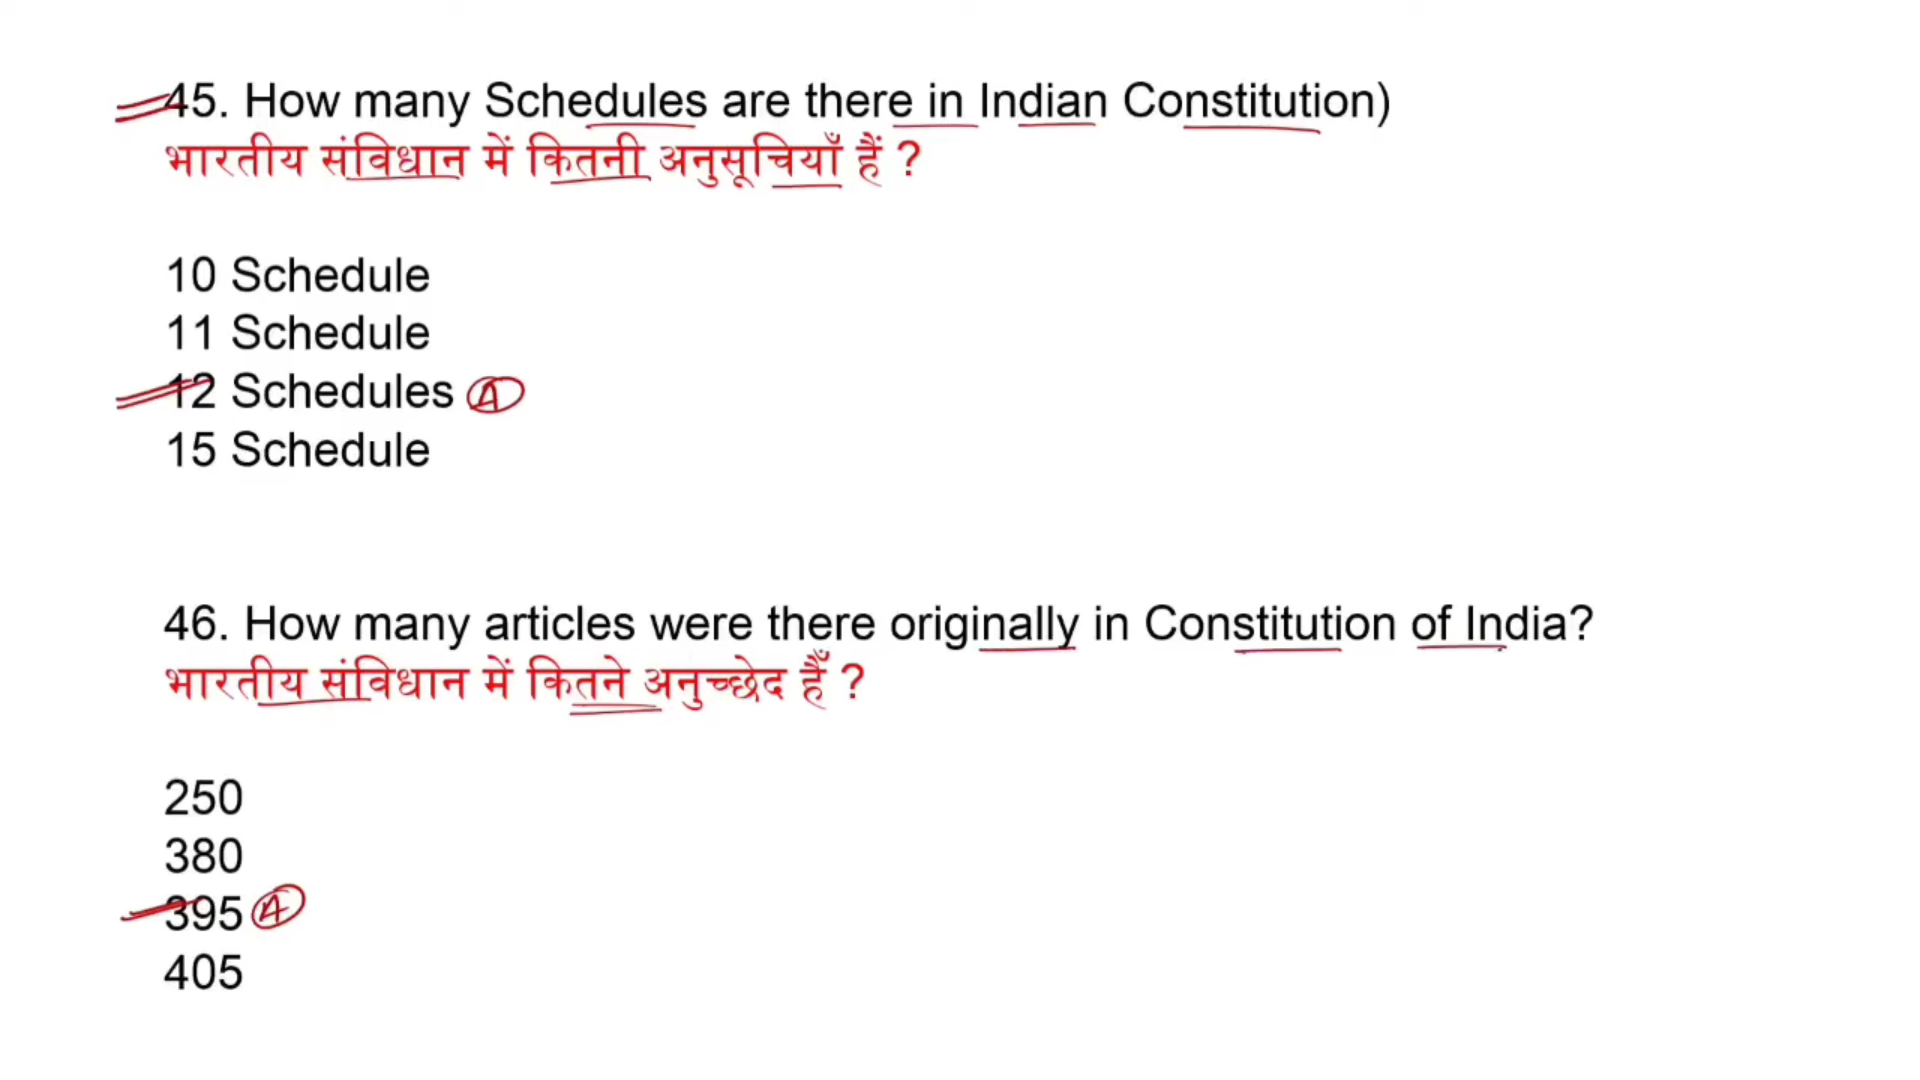 45. How many Schedules are there in Indian Constitution)
भारतीय संविधान में कितनी अनुसूचियाँ हैं ?
10 Schedule
11 Schedule
12 Schedules A
15 Schedule
46. How many articles were there originally in Constitution of India?
भारतीय संविधान में कितने अनुच्छेद हैँ ?
250
380
395 A
405